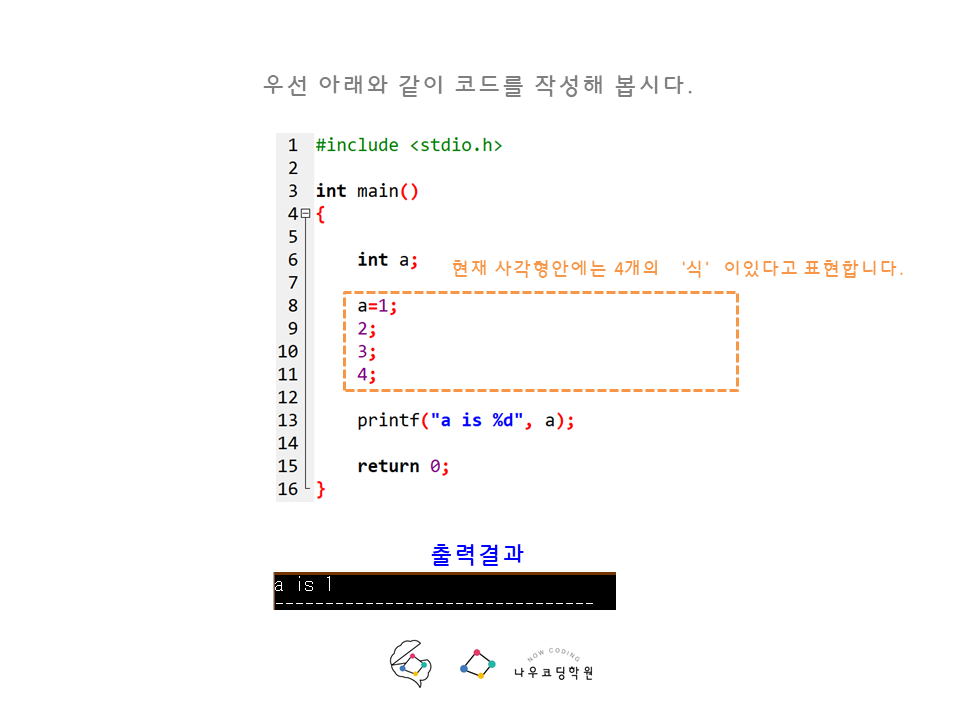 우선 아래와 같이 코드를 작성해 봅시다.
1 #include <stdio.h>
2
3 int main()
4 {
5
6 int a;
현재 사각형안에는 4개의 '식' 이있다고 표현합니다.
7
8 a=1;
9 2;
10 3;
11 4;
12
13 printf("a is %d", a);
14
15 return 0;
16 }
출력결과
a is 1
--------------------------------
NOW CODING
나우코딩학원